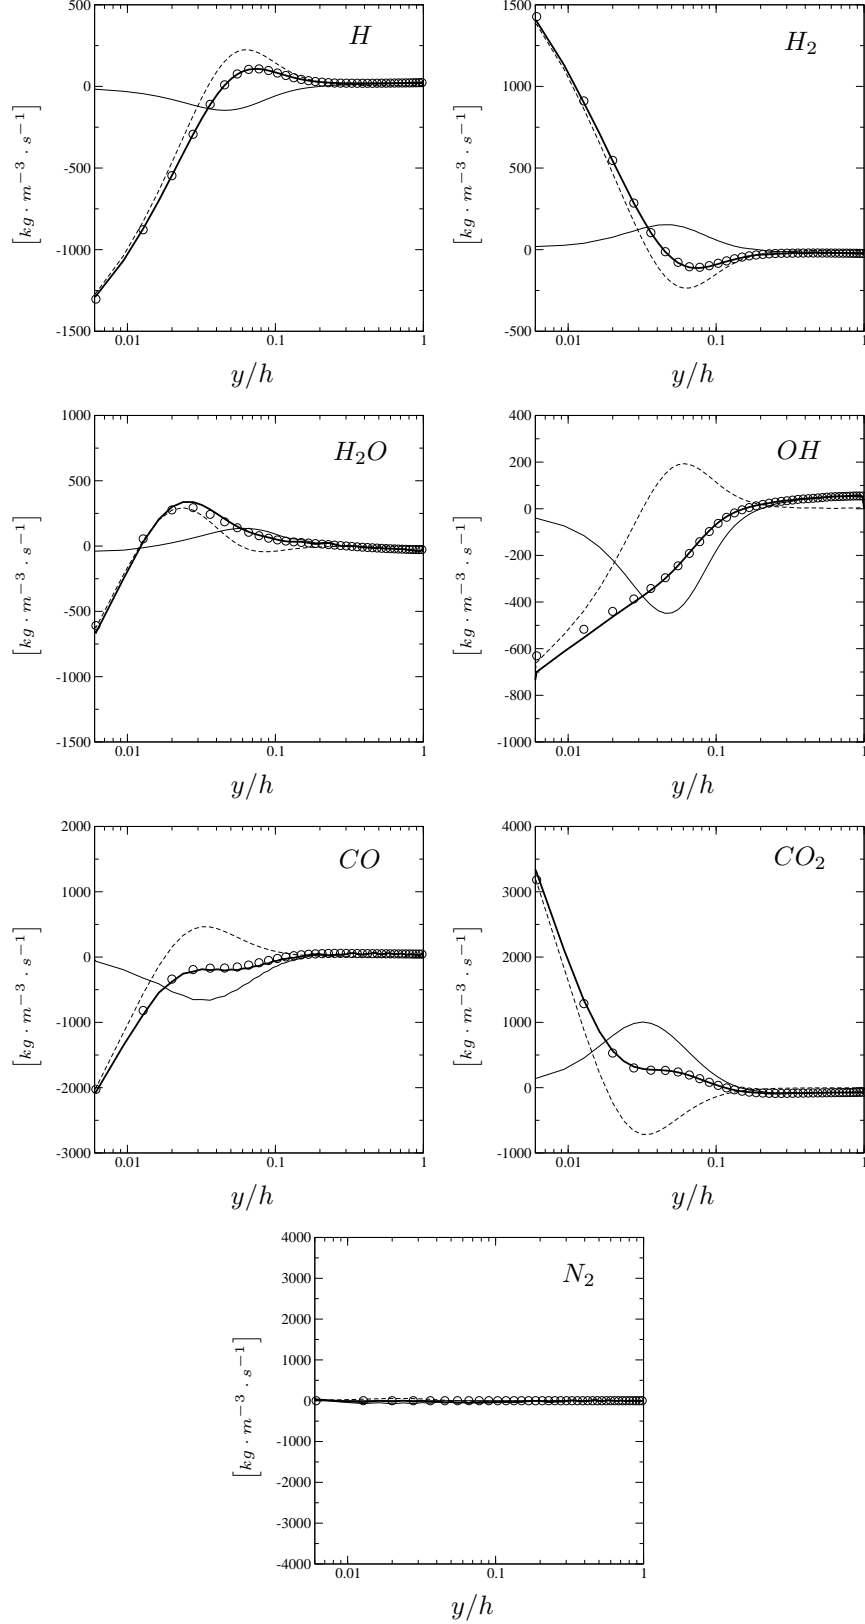 H
500
0
-500
-1000
-1500
0.01 0.1 1
[kg · m⁻³ · s⁻¹]
y/h
H₂
1500
1000
500
0
-500
0.01 0.1 1
[kg · m⁻³ · s⁻¹]
y/h
H₂O
1000
500
0
-500
-1000
-1500
0.01 0.1 1
[kg · m⁻³ · s⁻¹]
y/h
OH
400
200
0
-200
-400
-600
-800
-1000
0.01 0.1 1
[kg · m⁻³ · s⁻¹]
y/h
CO
2000
1000
0
-1000
-2000
-3000
0.01 0.1 1
[kg · m⁻³ · s⁻¹]
y/h
CO₂
4000
3000
2000
1000
0
-1000
0.01 0.1 1
[kg · m⁻³ · s⁻¹]
y/h
N₂
4000
3000
2000
1000
0
-1000
-2000
-3000
-4000
0.01 0.1 1
[kg · m⁻³ · s⁻¹]
y/h